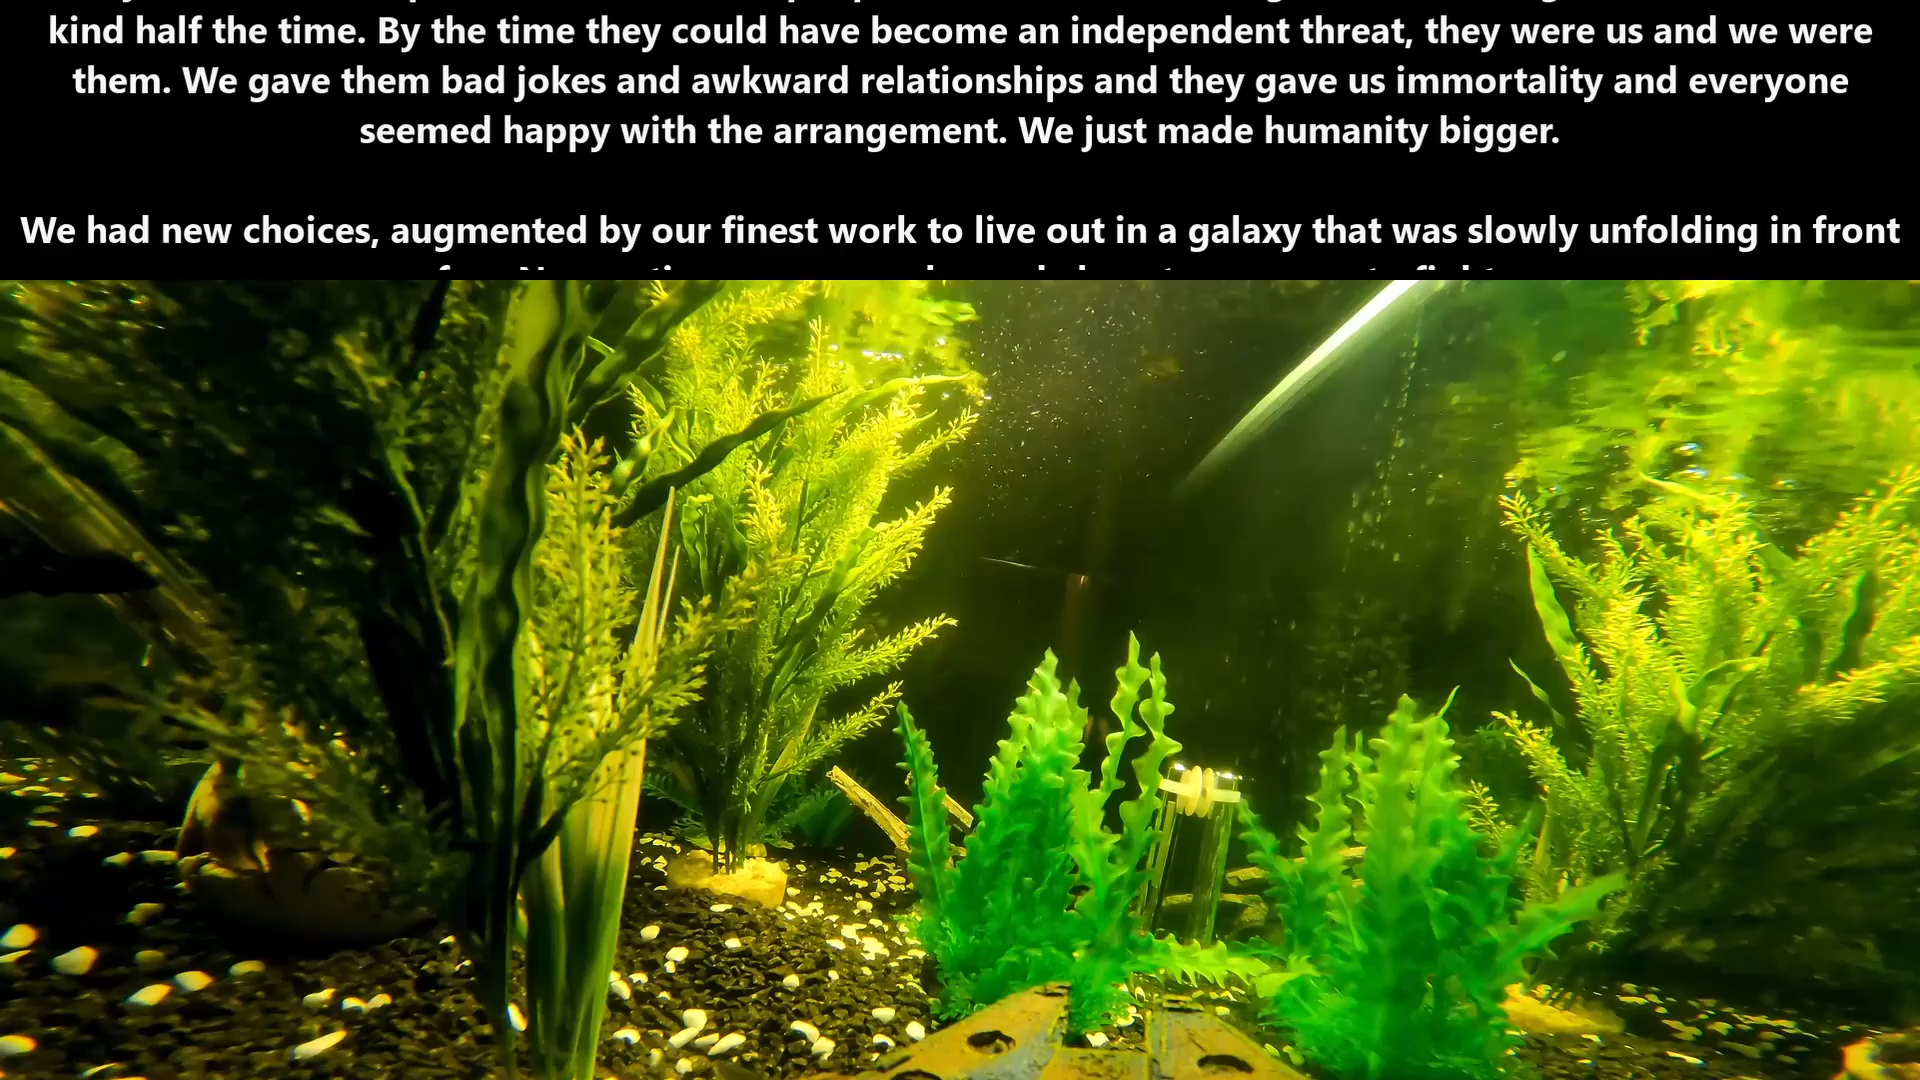 kind half the time. By the time they could have become an independent threat, they were us and we were
them. We gave them bad jokes and awkward relationships and they gave us immortality and everyone
seemed happy with the arrangement. We just made humanity bigger.
We had new choices, augmented by our finest work to live out in a galaxy that was slowly unfolding in front